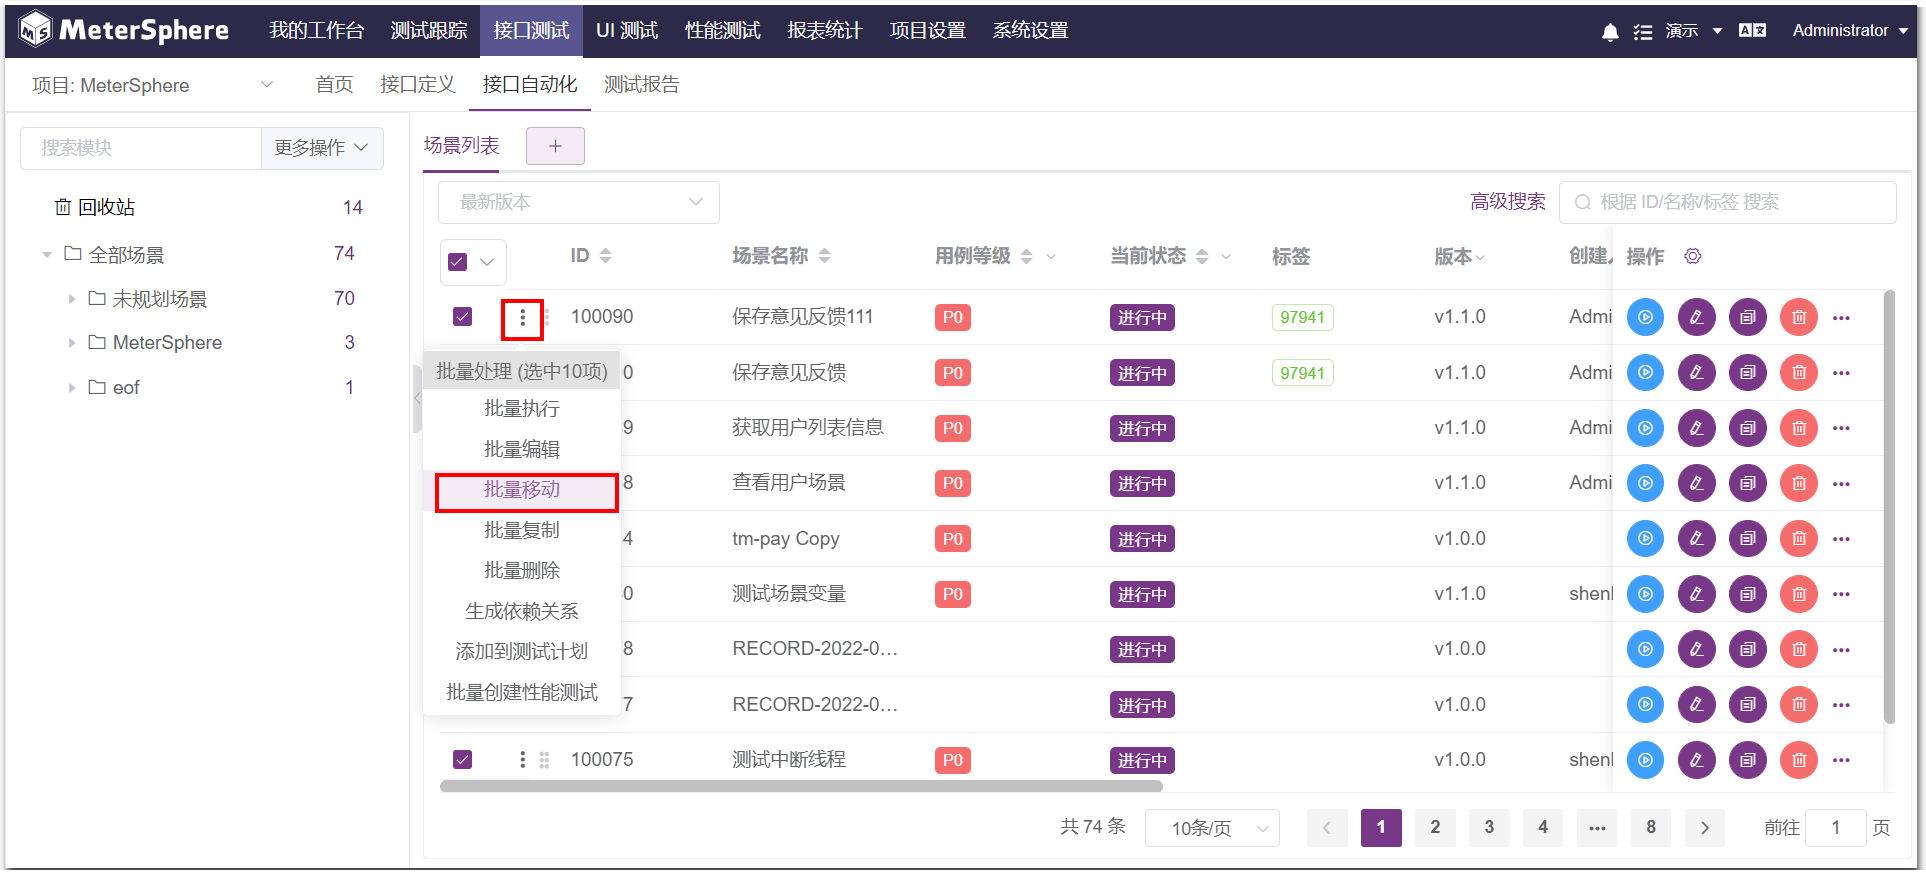 MeterSphere 我的工作台 测试跟踪 接口测试 UI 测试 性能测试 报表统计 项目设置 系统设置 演示 Administrator
项目: MeterSphere 首页 接口定义 接口自动化 测试报告
搜索模块 更多操作
回收站 14
全部场景 74
未规划场景 70
MeterSphere 3
eof 1
场景列表 +
最新版本 高级搜索 根据 ID/名称/标签 搜索
ID 场景名称 用例等级 当前状态 标签 版本 创建 操作
100090 保存意见反馈111 P0 进行中 97941 v1.1.0 Admi
0 保存意见反馈 P0 进行中 97941 v1.1.0 Admi
9 获取用户列表信息 P0 进行中 v1.1.0 Admi
8 查看用户场景 P0 进行中 v1.1.0 Admi
4 tm-pay Copy P0 进行中 v1.0.0
0 测试场景变量 P0 进行中 v1.1.0 shen
8 RECORD-2022-0... 进行中 v1.0.0
7 RECORD-2022-0... 进行中 v1.0.0
100075 测试中断线程 P0 进行中 v1.0.0 shen
批量处理 (选中10项)
批量执行
批量编辑
批量移动
批量复制
批量删除
生成依赖关系
添加到测试计划
批量创建性能测试
共 74 条 10条/页 1 2 3 4 ... 8 前往 1 页